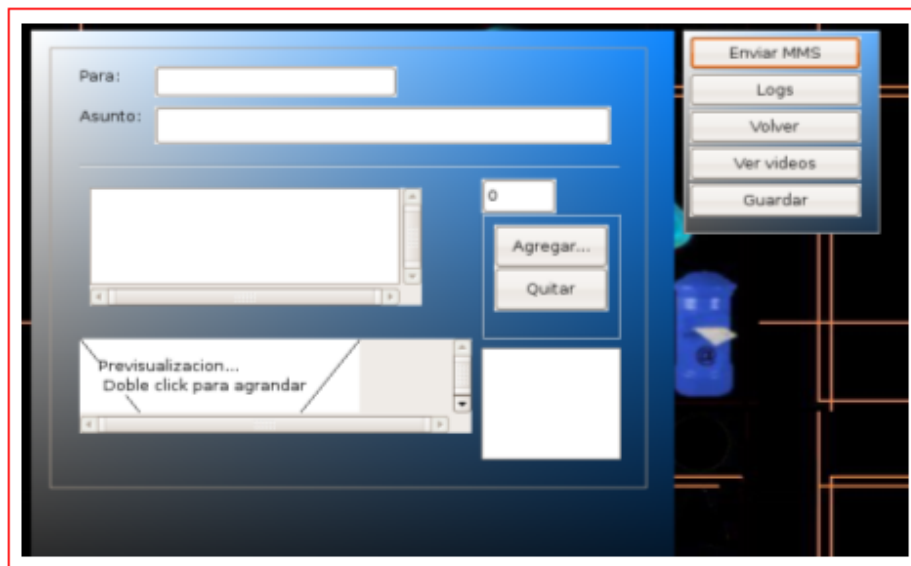 Para:
Asunto:
0
Agregar...
Quitar
Previsualizacion...
Doble click para agrandar
Enviar MMS
Logs
Volver
Ver videos
Guardar